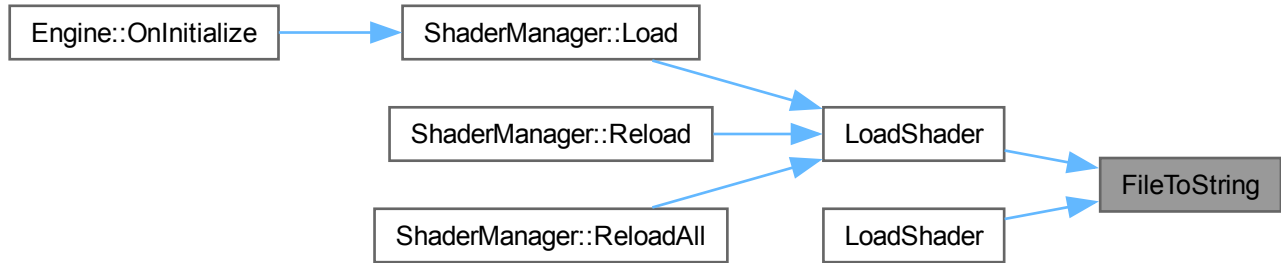 Engine::OnInitialize
ShaderManager::Load
ShaderManager::Reload
LoadShader
FileToString
ShaderManager::ReloadAll
LoadShader